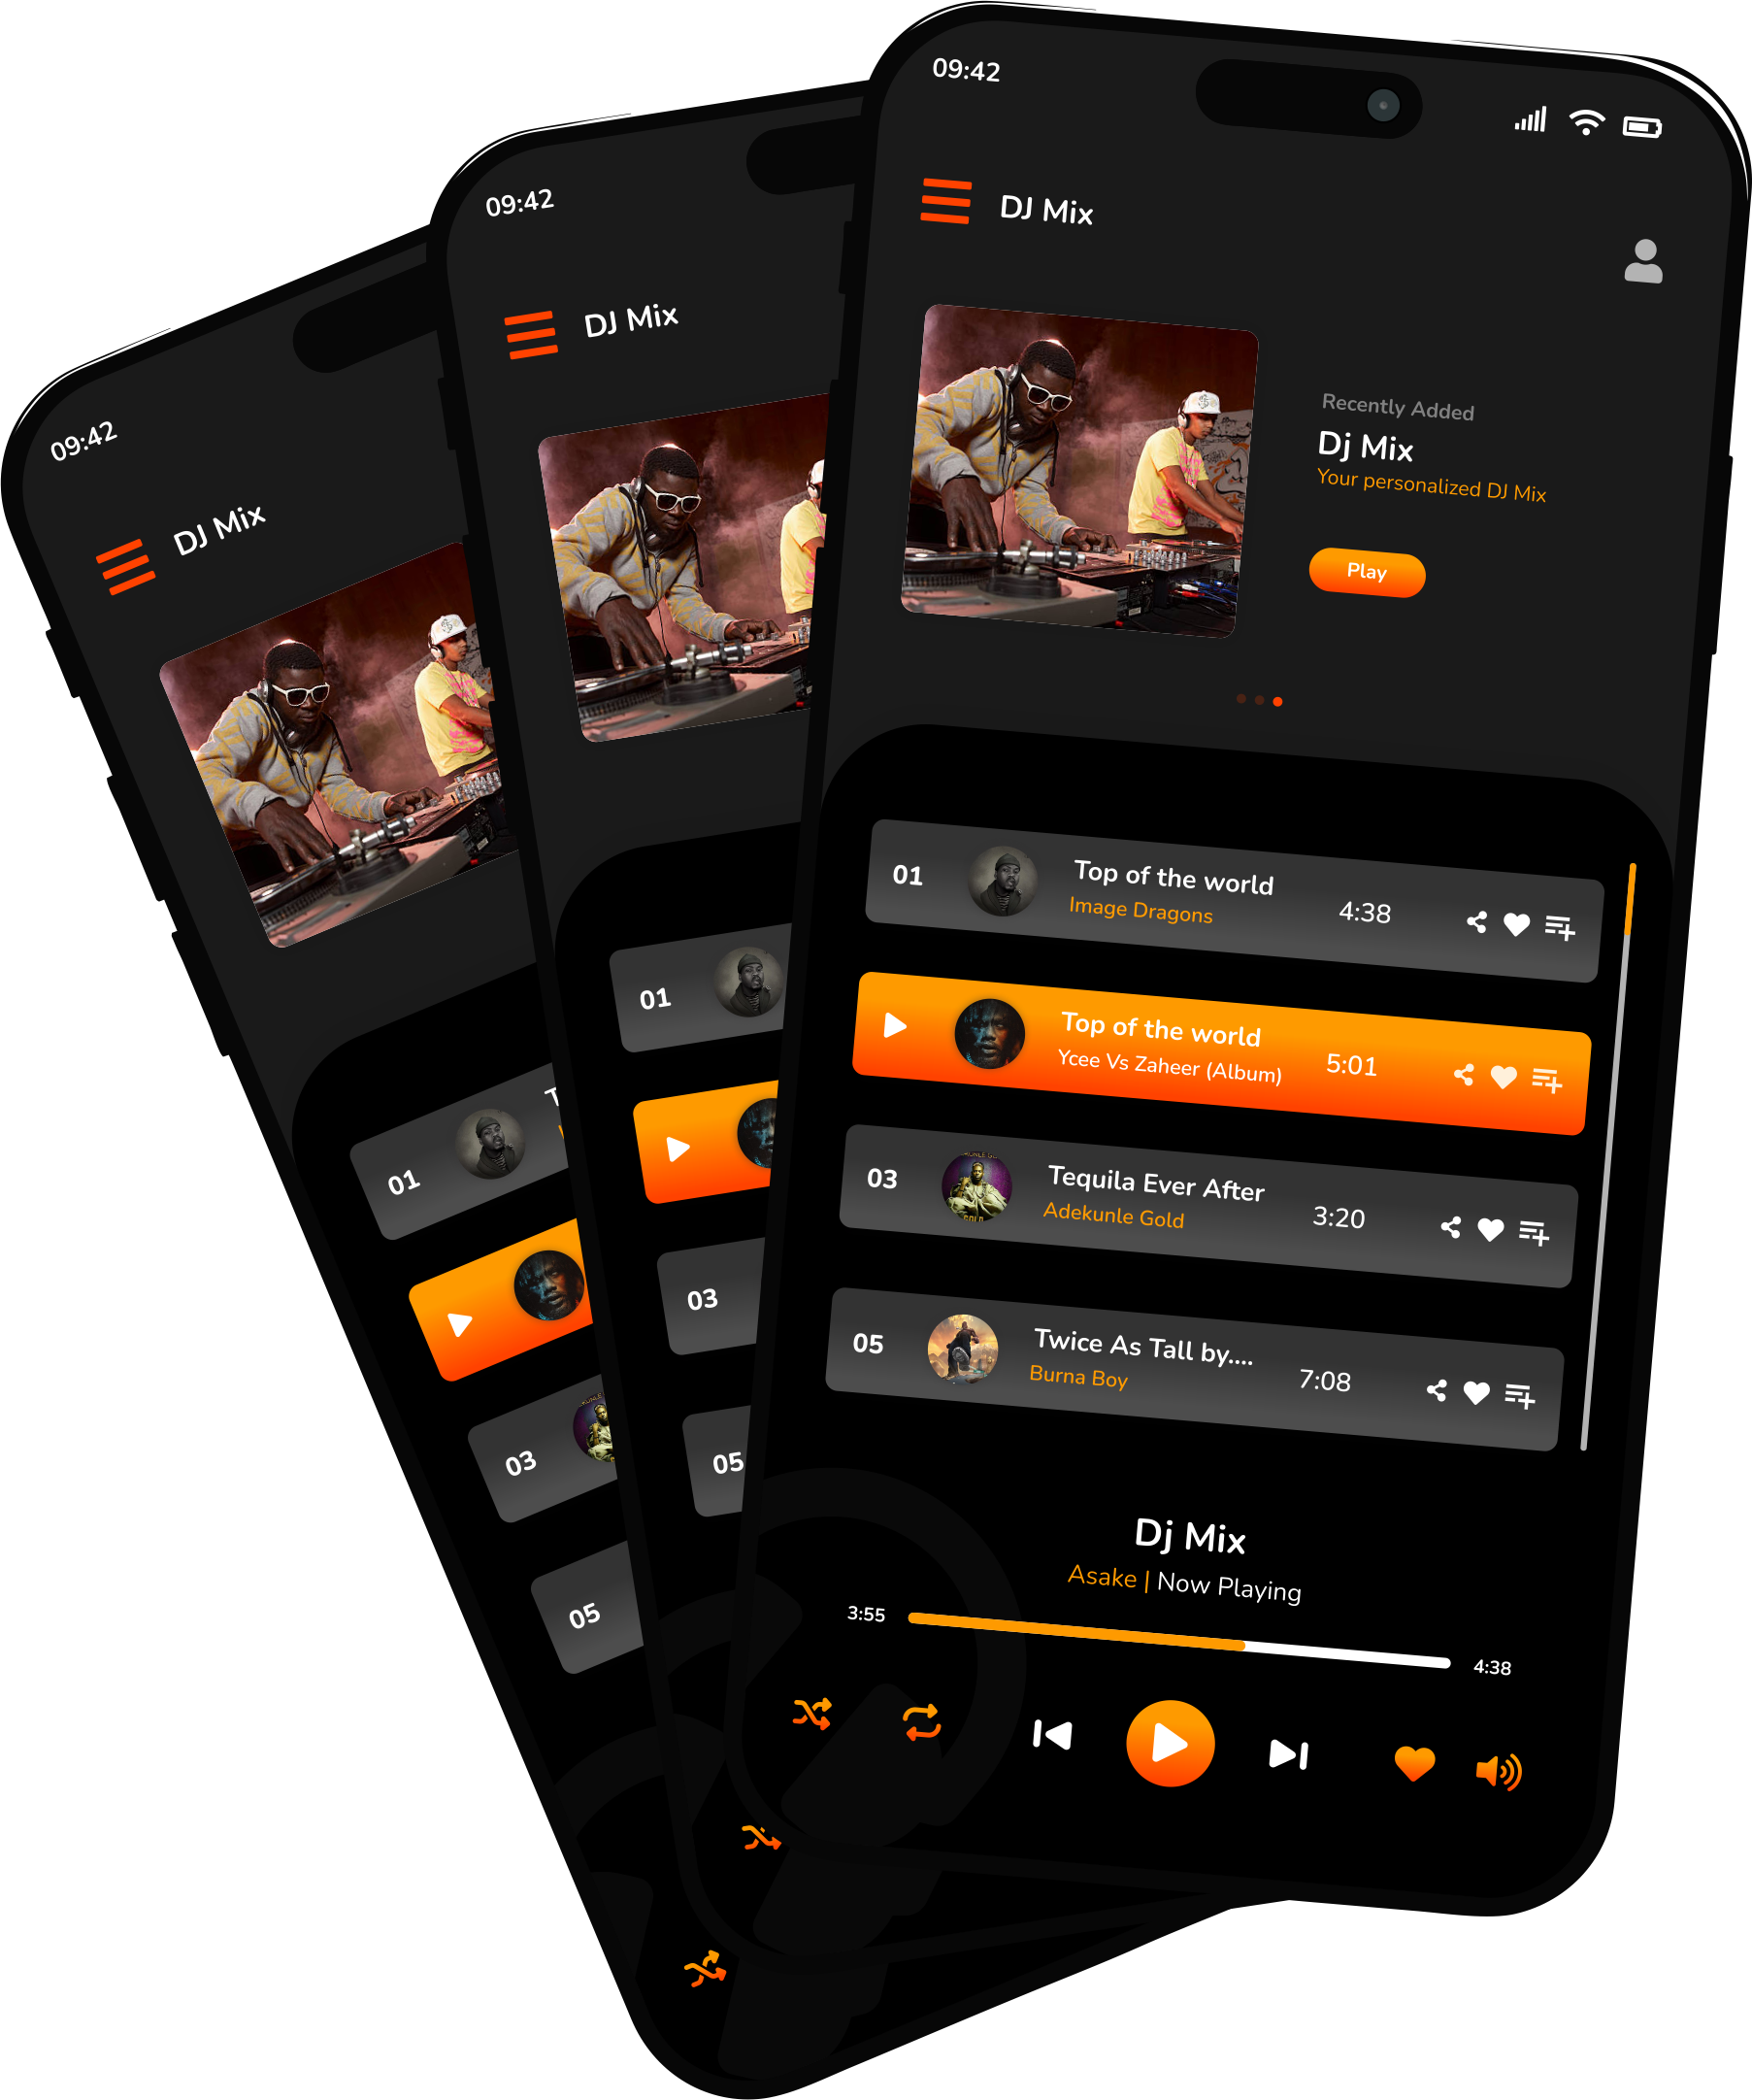 09:42
DJ Mix
Recently Added
Dj Mix
Your personalized DJ Mix
Play
01
Top of the world
Image Dragons
4:38
Top of the world
Ycee Vs Zaheer (Album)
5:01
03
Tequila Ever After
Adekunle Gold
3:20
05
Twice As Tall by....
Burna Boy
7:08
Dj Mix
Asake | Now Playing
3:55
4:38
09:42
DJ Mix
01
03
05
09:42
DJ Mix
01
03
05